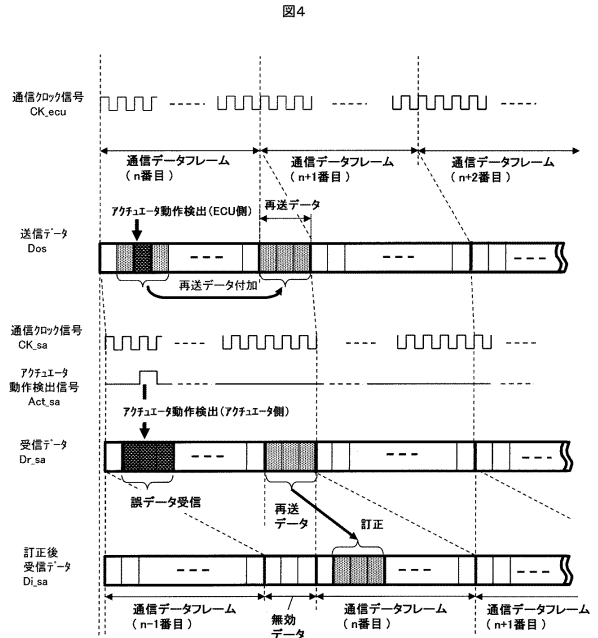 図4
通信クロック信号
CK_ecu
通信データフレーム
(n番目)
通信データフレーム
(n+1番目)
通信データフレーム
(n+2番目)
アクチュエータ動作検出(ECU側)
再送データ
送信データ
Dos
再送データ付加
通信クロック信号
CK_sa
アクチュエータ
動作検出信号
Act_sa
アクチュエータ動作検出(アクチュエータ側)
受信データ
Dr_sa
誤データ受信
再送
データ
訂正
訂正後
受信データ
Di_sa
通信データフレーム
(n-1番目)
無効
データ
通信データフレーム
(n番目)
通信データフレーム
(n+1番目)